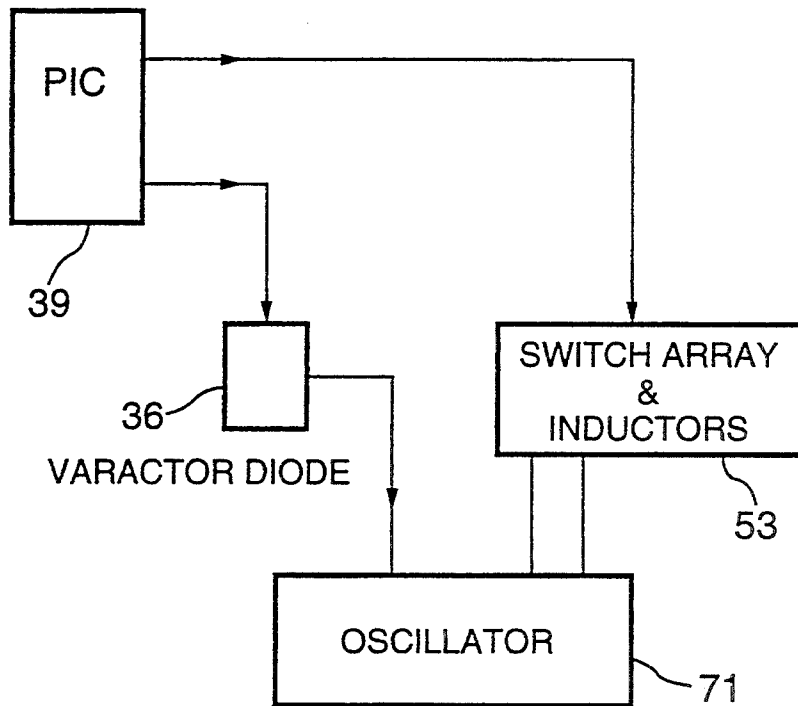 PIC
39
SWITCH ARRAY
&
INDUCTORS
36
VARACTOR DIODE
53
OSCILLATOR
71